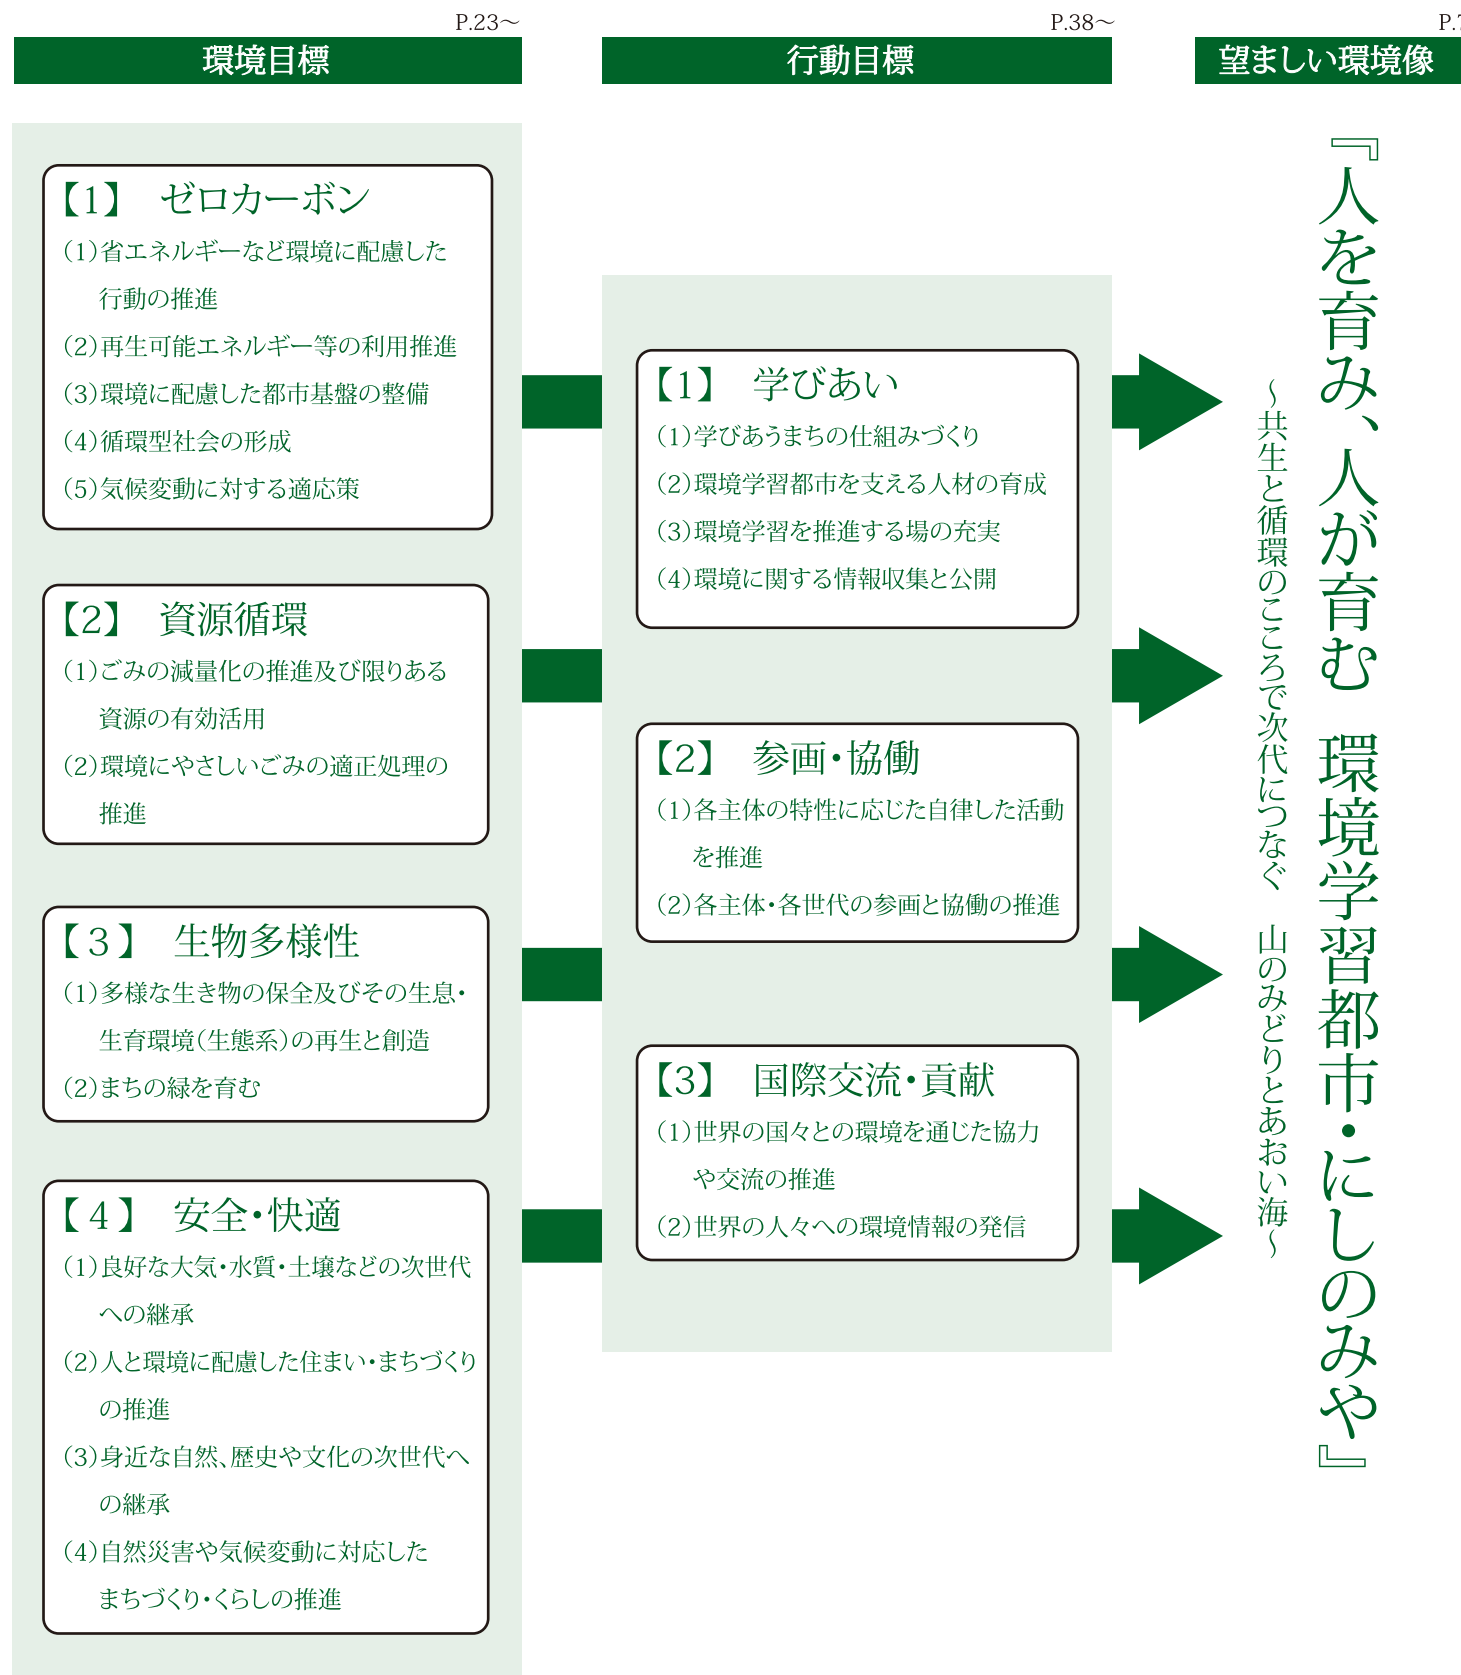 P.23～
環境目標
【1】　ゼロカーボン
（1）省エネルギーなど環境に配慮した
行動の推進
（2）再生可能エネルギー等の利用推進
（3）環境に配慮した都市基盤の整備
（4）循環型社会の形成
（5）気候変動に対する適応策
【2】　資源循環
（1）ごみの減量化の推進及び限りある
資源の有効活用
（2）環境にやさしいごみの適正処理の
推進
【３】　生物多様性
（1）多様な生き物の保全及びその生息・
生育環境（生態系）の再生と創造
（2）まちの緑を育む
【４】　安全・快適
（1）良好な大気・水質・土壌などの次世代
への継承
（2）人と環境に配慮した住まい・まちづくり
の推進
（3）身近な自然、歴史や文化の次世代へ
の継承
（4）自然災害や気候変動に対応した
まちづくり・くらしの推進
P.38～
行動目標
【1】　学びあい
（1）学びあうまちの仕組みづくり
（2）環境学習都市を支える人材の育成
（3）環境学習を推進する場の充実
（4）環境に関する情報収集と公開
【2】　参画・協働
（1）各主体の特性に応じた自律した活動
を推進
（2）各主体・各世代の参画と協働の推進
【3】　国際交流・貢献
（1）世界の国々との環境を通じた協力
や交流の推進
（2）世界の人々への環境情報の発信
望ましい環境像
『人を育み、人が育む　環境学習都市・にしのみや』
～共生と循環のこころで次代につなぐ　山のみどりとあおい海～